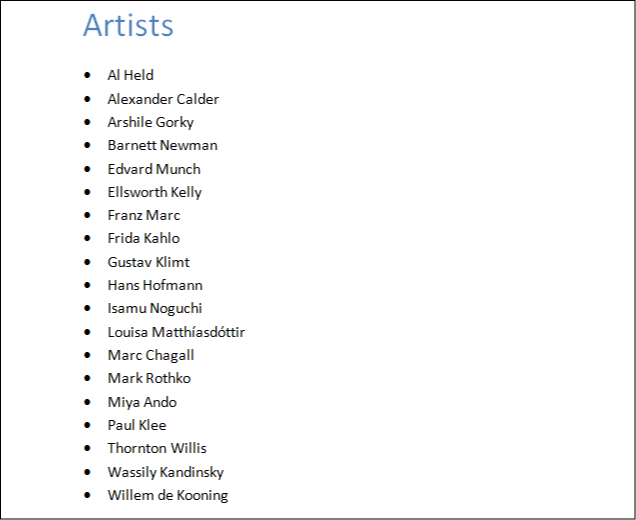 Artists
• Al Held
• Alexander Calder
• Arshile Gorky
• Barnett Newman
• Edvard Munch
• Ellsworth Kelly
• Franz Marc
• Frida Kahlo
• Gustav Klimt
• Hans Hofmann
• Isamu Noguchi
• Louisa Matthíasdóttir
• Marc Chagall
• Mark Rothko
• Miya Ando
• Paul Klee
• Thornton Willis
• Wassily Kandinsky
• Willem de Kooning